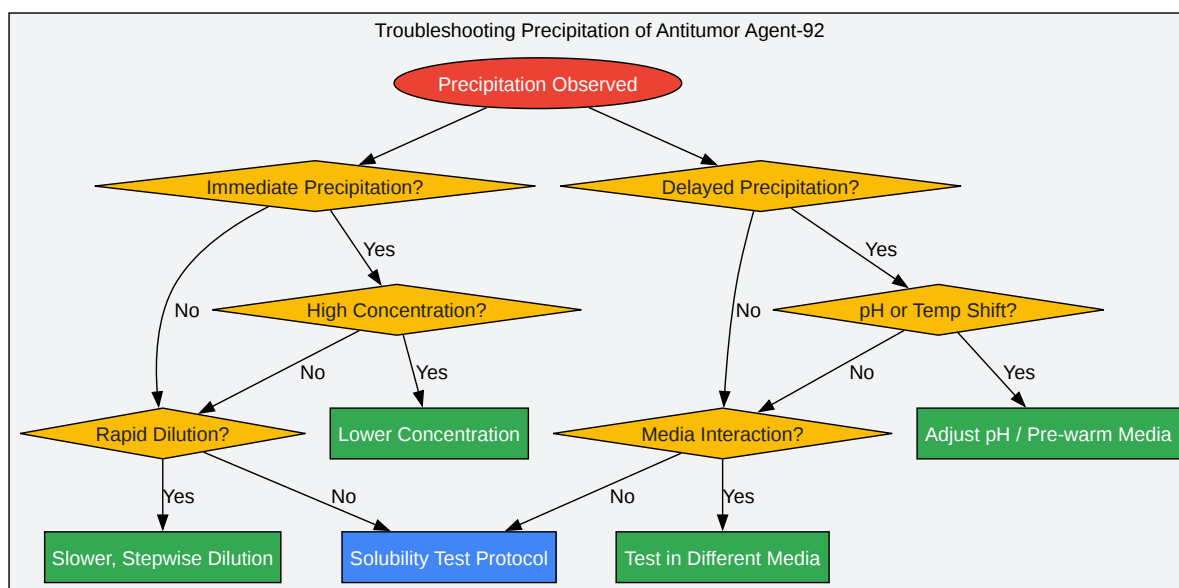 Troubleshooting Precipitation of Antitumor Agent-92
Precipitation Observed
Immediate Precipitation?
Delayed Precipitation?
Yes
Yes
No
High Concentration?
No
pH or Temp Shift?
No
Yes
No
Yes
Rapid Dilution?
Lower Concentration
Media Interaction?
Adjust pH / Pre-warm Media
Yes
No
No
Yes
Slower, Stepwise Dilution
Solubility Test Protocol
Test in Different Media